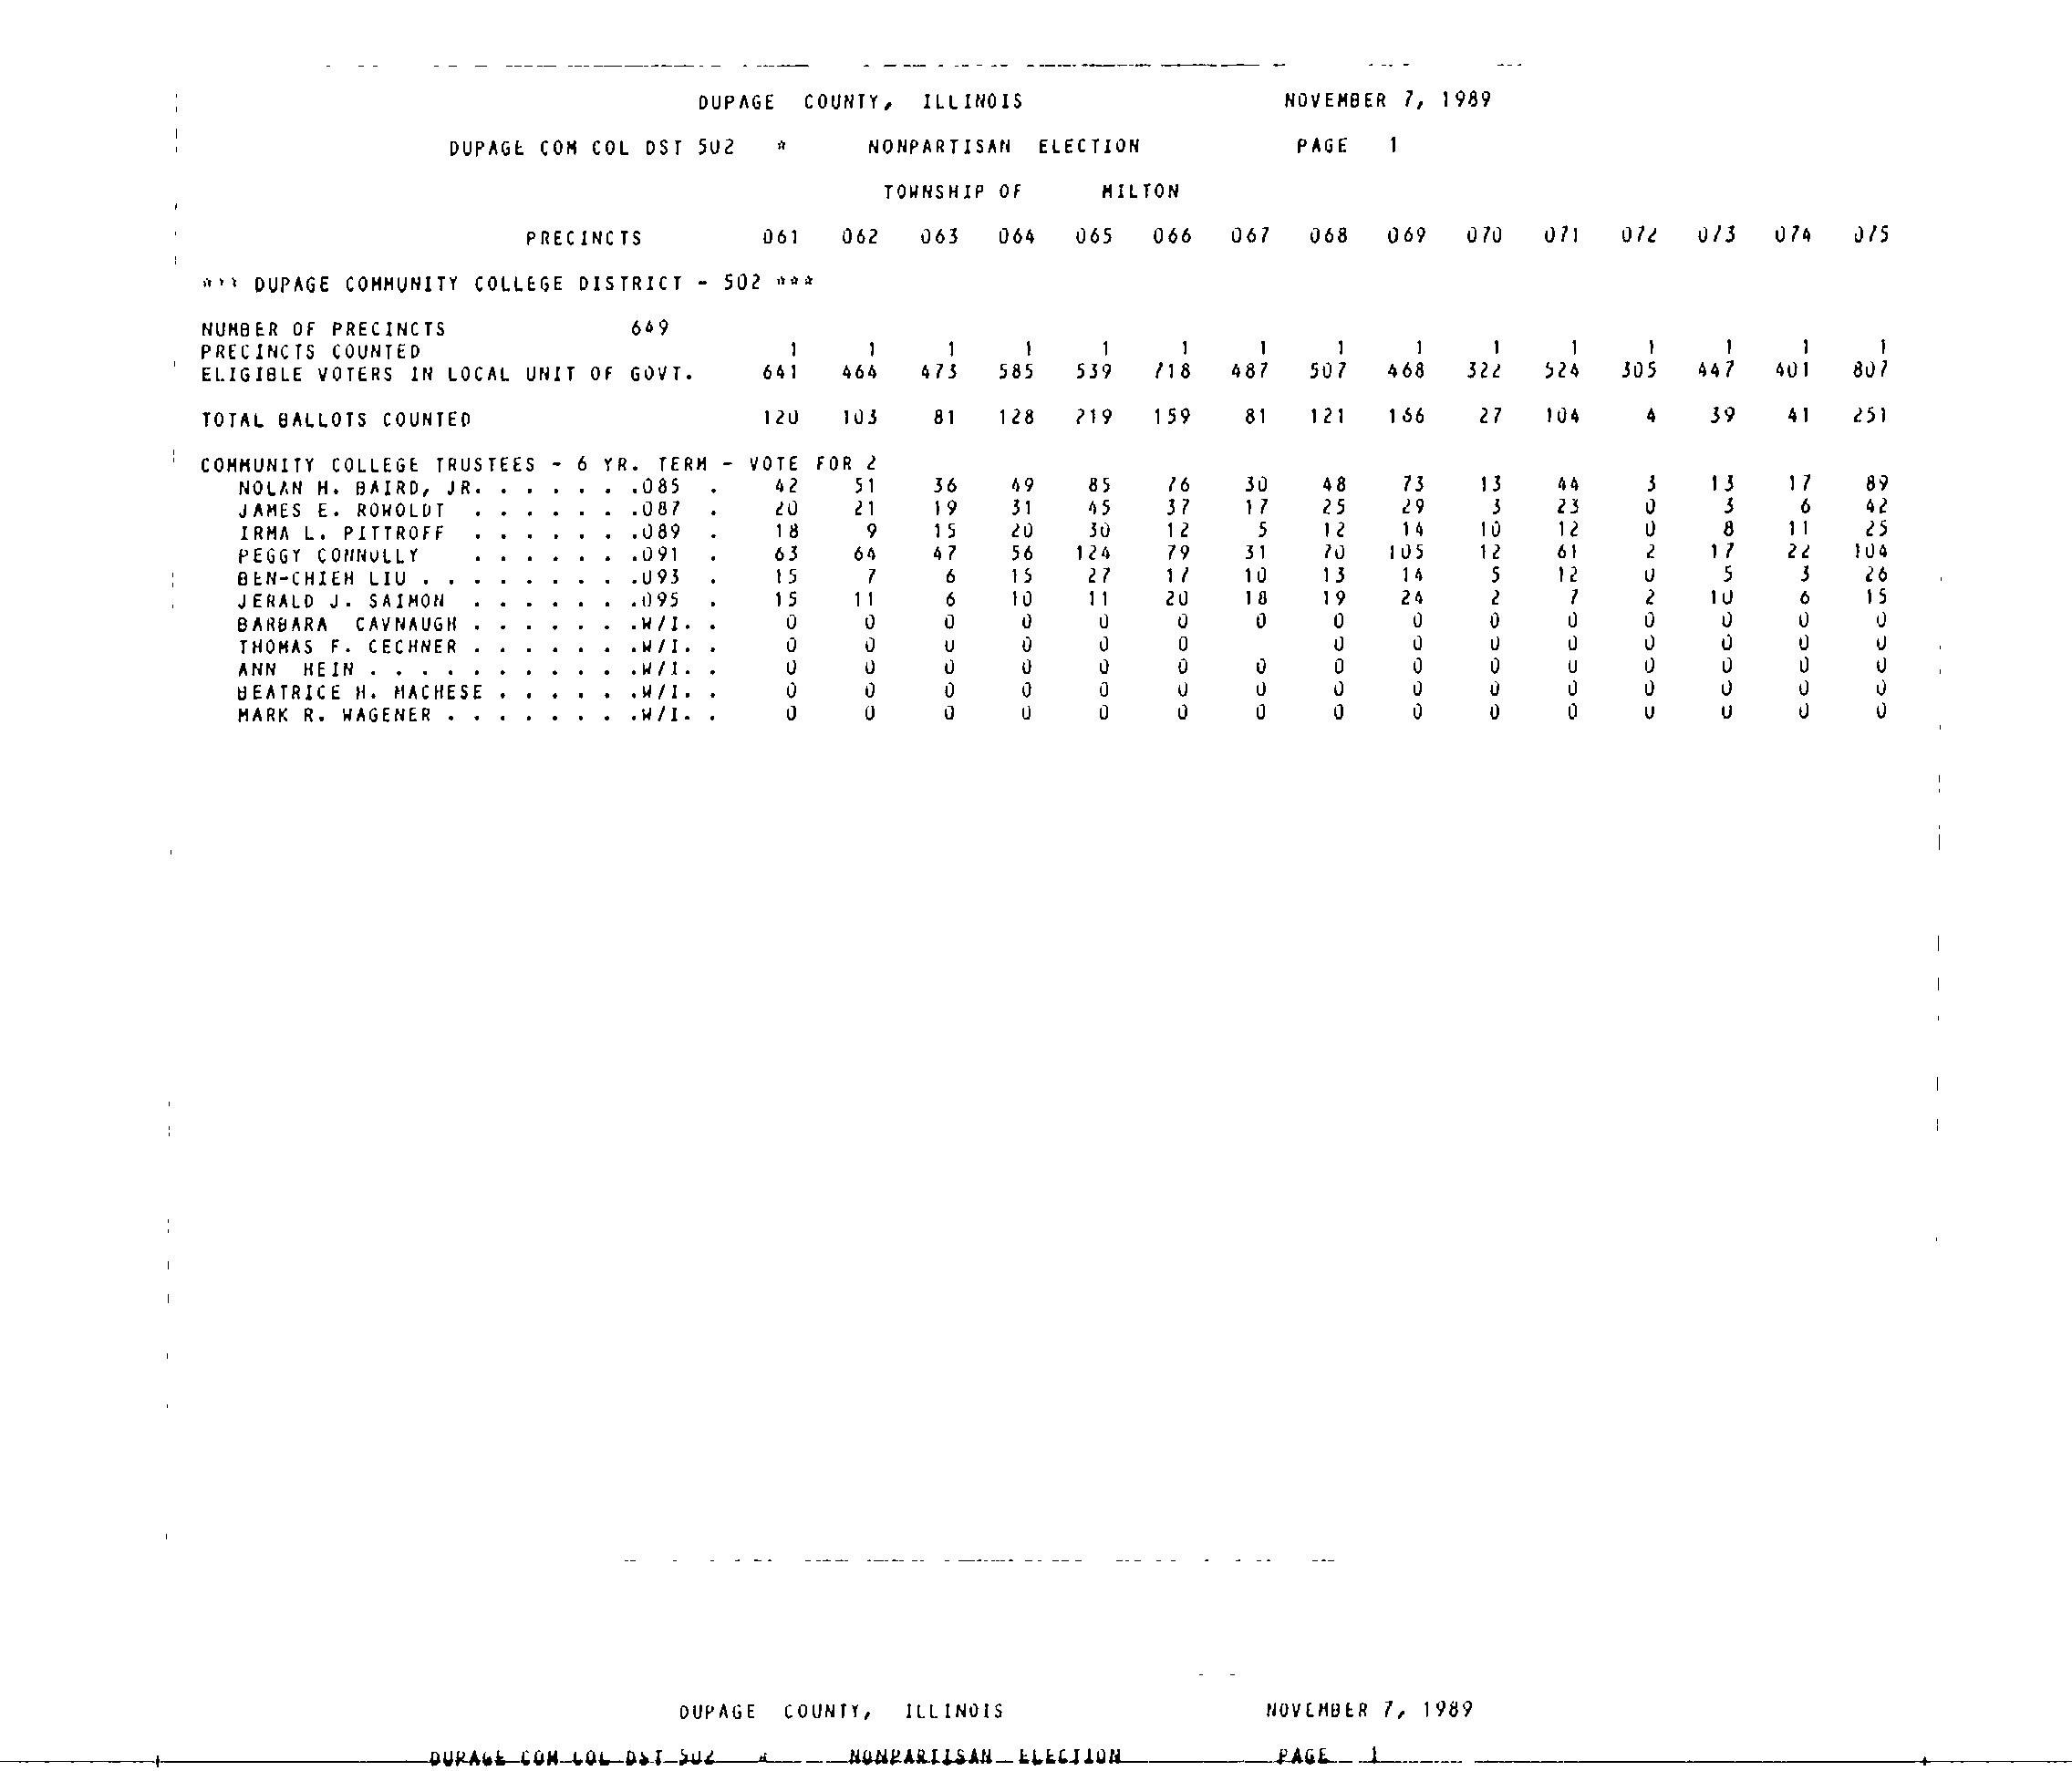 DUPAGE COUNTY, ILLINOIS NOVEMBER 7, 1989
DUPAGE COM COL DST 502 * NONPARTISAN ELECTION PAGE 1
TOWNSHIP OF MILTON
PRECINCTS 061 062 063 064 065 066 067 068 069 070 071 072 073 074 075
*** DUPAGE COMMUNITY COLLEGE DISTRICT - 502 ***
NUMBER OF PRECINCTS 649
PRECINCTS COUNTED 1 1 1 1 1 1 1 1 1 1 1 1 1 1 1
ELIGIBLE VOTERS IN LOCAL UNIT OF GOVT. 641 464 473 585 539 718 487 507 468 322 524 305 447 401 807
TOTAL BALLOTS COUNTED 120 103 81 128 219 159 81 121 166 27 104 4 39 41 251
COMMUNITY COLLEGE TRUSTEES - 6 YR. TERM - VOTE FOR 2
NOLAN H. BAIRD, JR. . . . . . .085 . 42 51 36 49 85 76 30 48 73 13 44 3 13 17 89
JAMES E. ROWOLDT . . . . . . .087 . 20 21 19 31 45 37 17 25 29 3 23 0 3 6 42
IRMA L. PITTROFF . . . . . . .089 . 18 9 15 20 30 12 5 12 14 10 12 0 8 11 25
PEGGY CONNOLLY . . . . . . .091 . 63 64 47 56 124 79 31 70 105 12 61 2 17 22 104
BEN-CHIEH LIU . . . . . . . . .093 . 15 7 6 15 27 17 10 13 14 5 12 0 5 3 26
JERALD J. SAIMON . . . . . . .095 . 15 11 6 10 11 20 18 19 24 2 7 2 10 6 15
BARBARA CAVNAUGH . . . . . . .W/I. . 0 0 0 0 0 0 0 0 0 0 0 0 0 0 0
THOMAS F. CECHNER . . . . . . .W/I. . 0 0 0 0 0 0 0 0 0 0 0 0 0 0
ANN HEIN . . . . . . . . . . .W/I. . 0 0 0 0 0 0 0 0 0 0 0 0 0 0 0
BEATRICE H. MACHESE . . . . . .W/I. . 0 0 0 0 0 0 0 0 0 0 0 0 0 0 0
MARK R. WAGENER . . . . . . . .W/I. . 0 0 0 0 0 0 0 0 0 0 0 0 0 0 0
DUPAGE COUNTY, ILLINOIS NOVEMBER 7, 1989
DUPAGE COM COL DST 502 * NONPARTISAN ELECTION PAGE 1